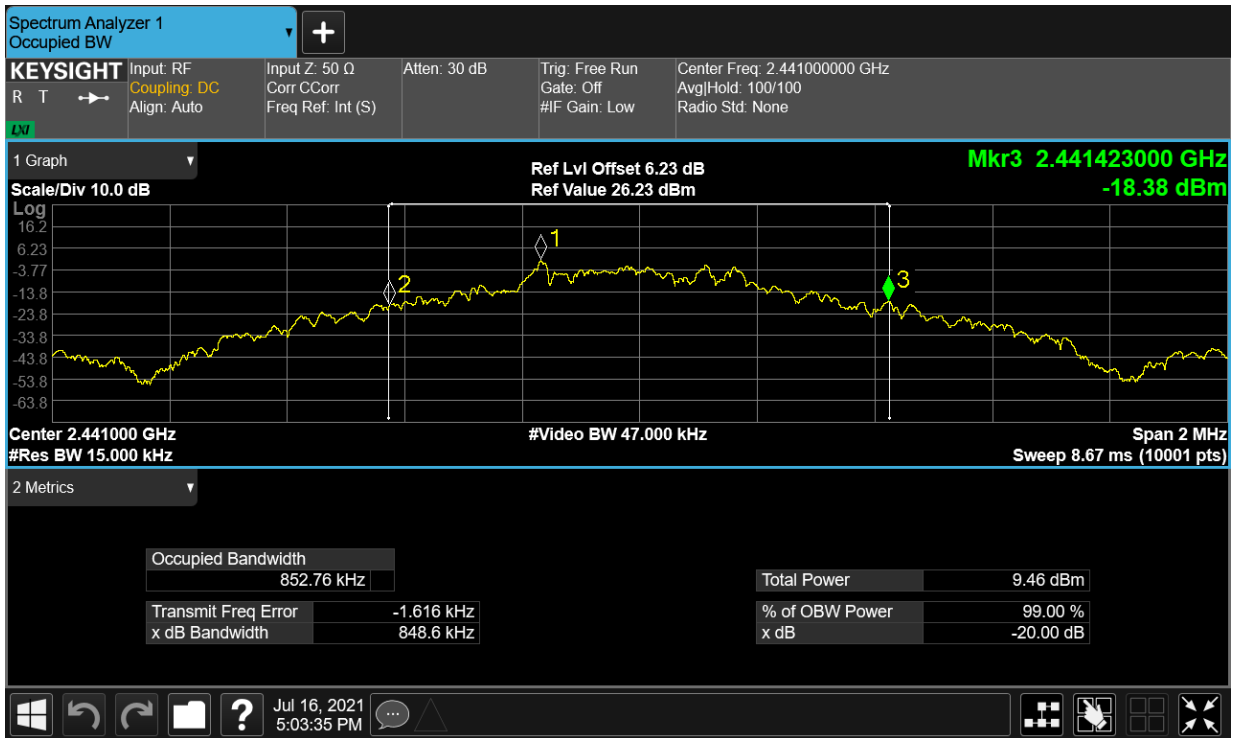 Spectrum Analyzer 1
Occupied BW
KEYSIGHT
R T
LXI
Input: RF
Coupling: DC
Align: Auto
Input Z: 50 Ω
Corr CCorr
Freq Ref: Int (S)
Atten: 30 dB
Trig: Free Run
Gate: Off
#IF Gain: Low
Center Freq: 2.441000000 GHz
Avg|Hold: 100/100
Radio Std: None
1 Graph
Scale/Div 10.0 dB
Ref Lvl Offset 6.23 dB
Ref Value 26.23 dBm
Mkr3 2.441423000 GHz
-18.38 dBm
Log
16.2
6.23
-3.77
-13.8
-23.8
-33.8
-43.8
-53.8
-63.8
1
2
3
Center 2.441000 GHz
#Res BW 15.000 kHz
#Video BW 47.000 kHz
Span 2 MHz
Sweep 8.67 ms (10001 pts)
2 Metrics
Occupied Bandwidth
852.76 kHz
Transmit Freq Error -1.616 kHz
x dB Bandwidth 848.6 kHz
Total Power 9.46 dBm
% of OBW Power 99.00 %
x dB -20.00 dB
?
Jul 16, 2021
5:03:35 PM